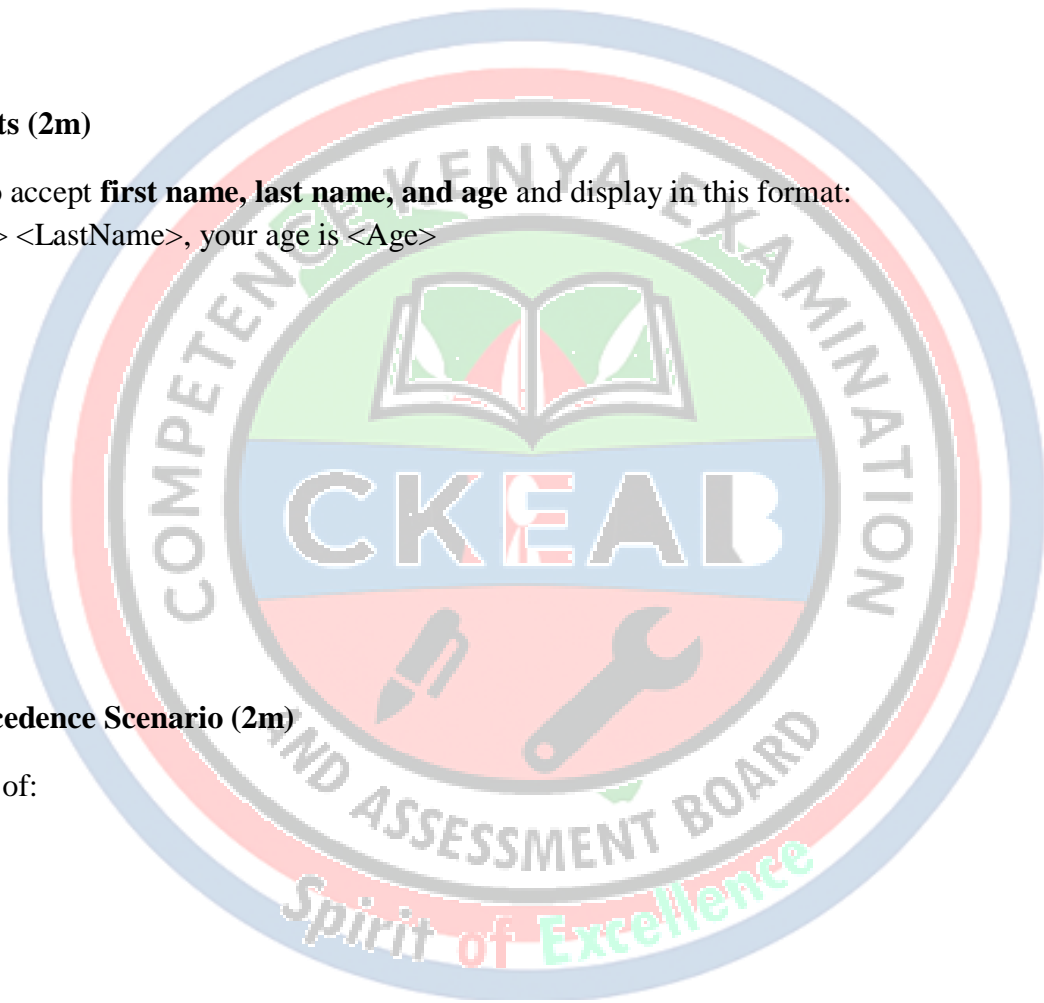 ts (2m)
accept first name, last name, and age and display in this format:
> <LastName>, your age is <Age>
COMPETENCE KENYA EXAMINATION
CKEAB
AND ASSESSMENT BOARD
Spirit of Excellence
cedence Scenario (2m)
of: